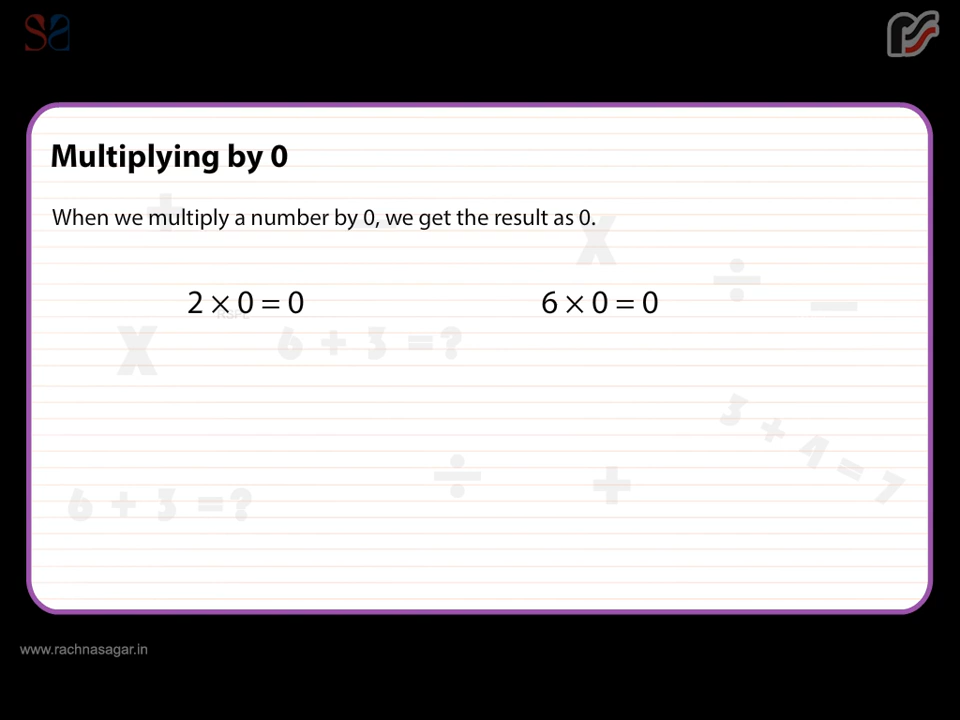 Multiplying by 0
When we multiply a number by 0, we get the result as 0.
2 × 0 = 0
6 × 0 = 0
6 + 3 = ?
3 + 4 = 7
6 + 3 = ?
www.rachnasagar.in